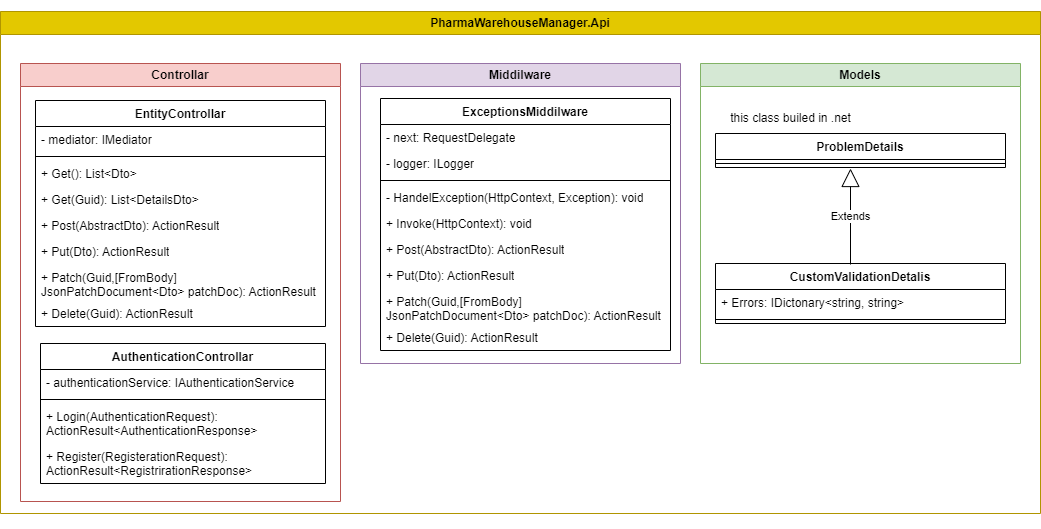 PharmaWarehouseManager.Api
Controllar
EntityControllar
- mediator: IMediator
+ Get(): List<Dto>
+ Get(Guid): List<DetailsDto>
+ Post(AbstractDto): ActionResult
+ Put(Dto): ActionResult
+ Patch(Guid,[FromBody]
JsonPatchDocument<Dto> patchDoc): ActionResult
+ Delete(Guid): ActionResult
AuthenticationControllar
- authenticationService: IAuthenticationService
+ Login(AuthenticationRequest):
ActionResult<AuthenticationResponse>
+ Register(RegisterationRequest):
ActionResult<RegistrirationResponse>
Middilware
ExceptionsMiddilware
- next: RequestDelegate
- logger: ILogger
- HandelException(HttpContext, Exception): void
+ Invoke(HttpContext): void
+ Post(AbstractDto): ActionResult
+ Put(Dto): ActionResult
+ Patch(Guid,[FromBody]
JsonPatchDocument<Dto> patchDoc): ActionResult
+ Delete(Guid): ActionResult
Models
this class builed in .net
ProblemDetails
Extends
CustomValidationDetalis
+ Errors: IDictonary<string, string>